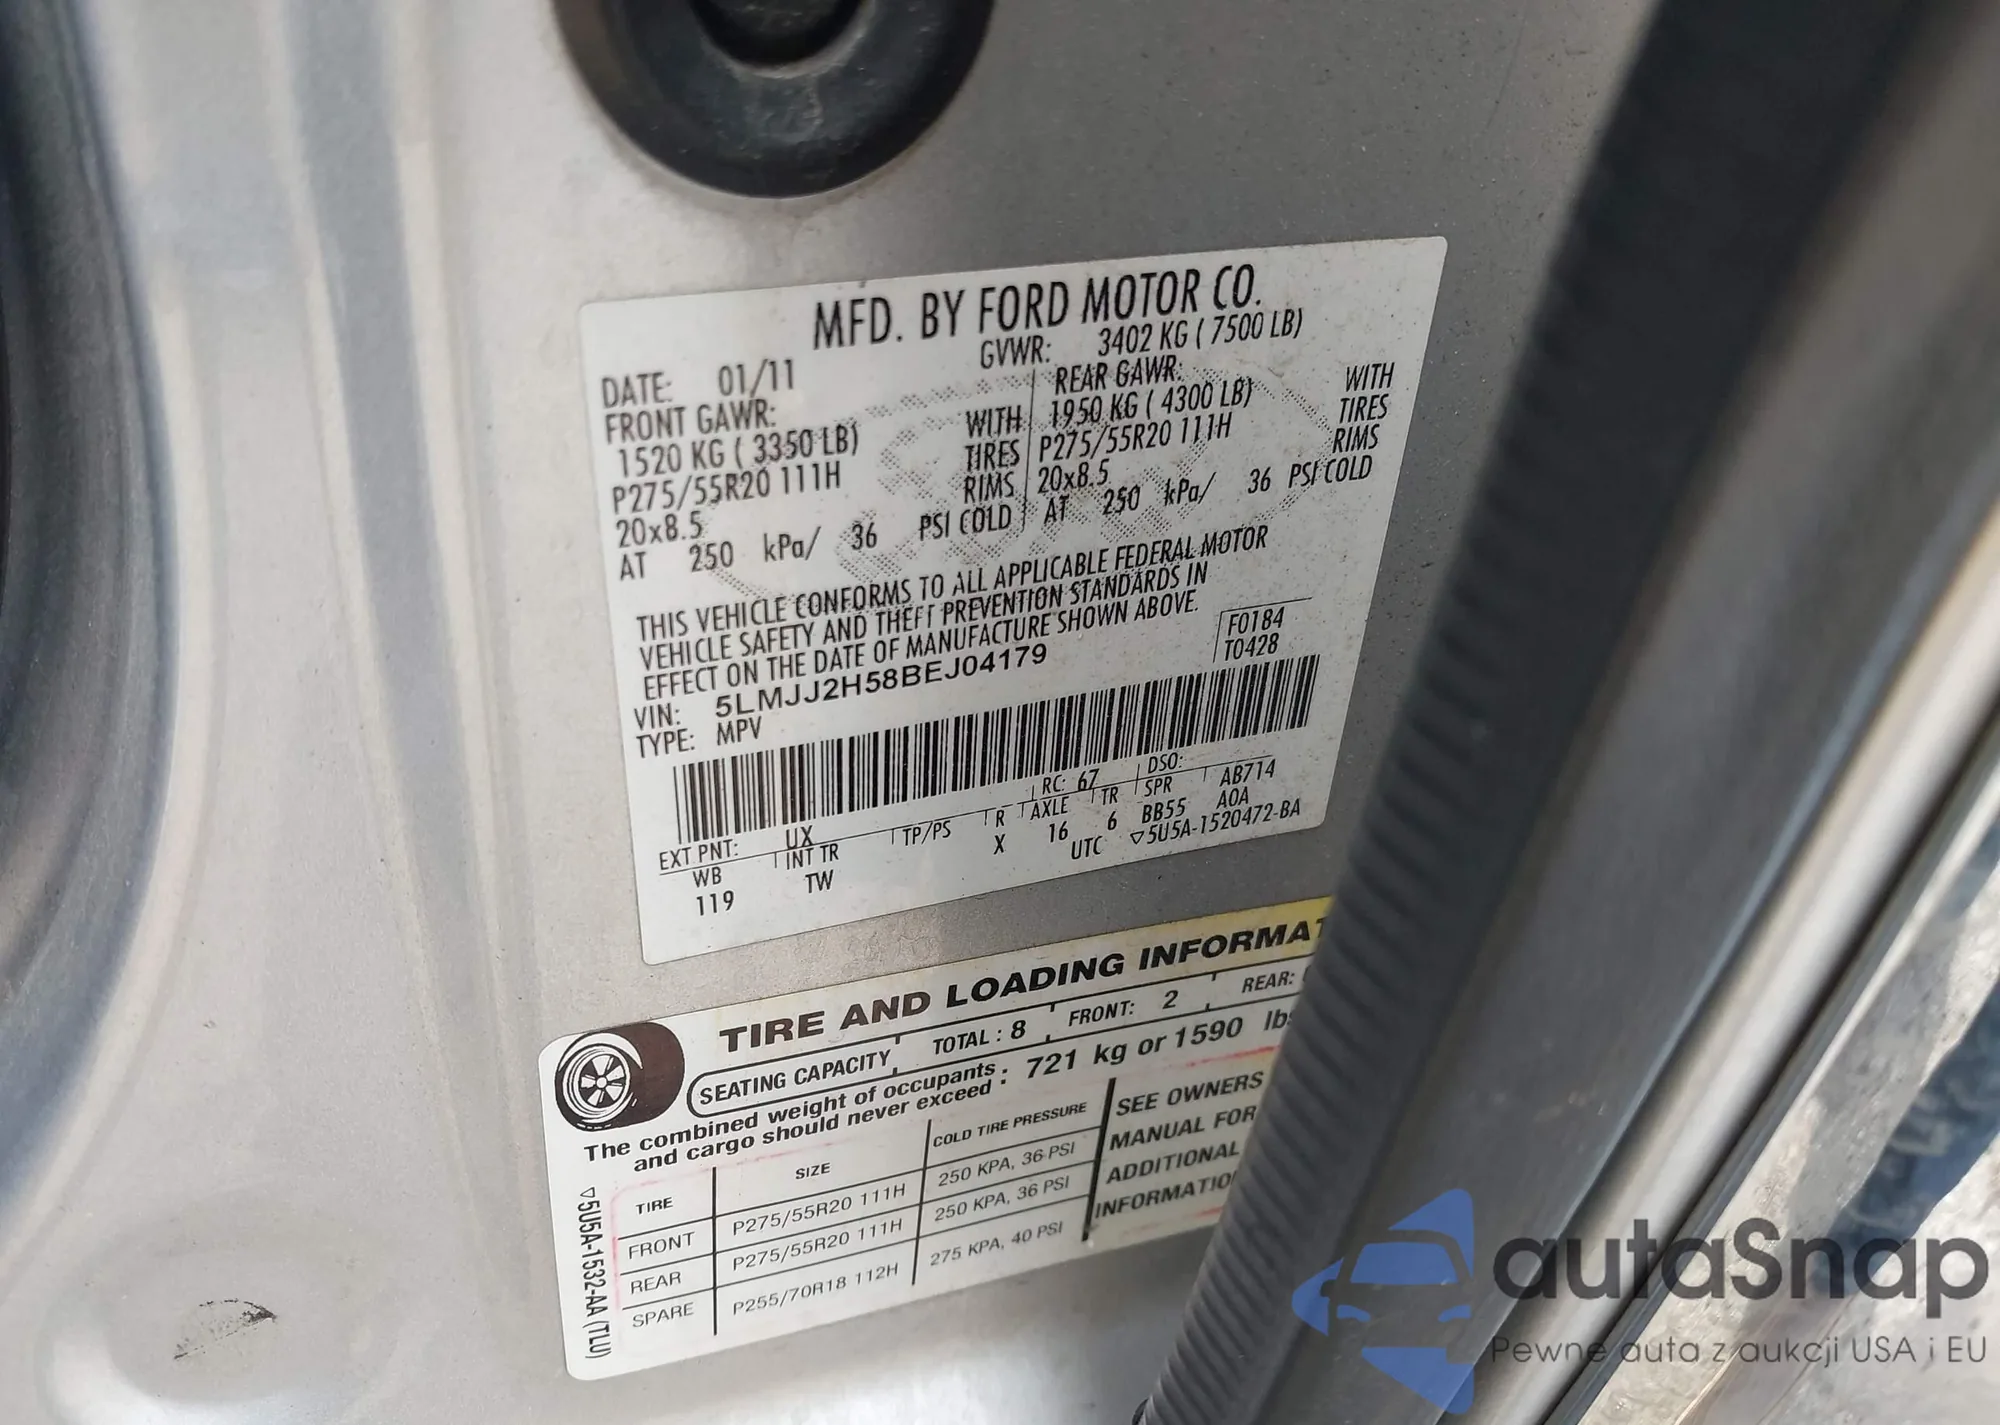 MFD. BY FORD MOTOR CO.
DATE: 01/11 GVWR: 3402 KG ( 7500 LB)
FRONT GAWR: REAR GAWR:
1520 KG ( 3350 LB) WITH 1950 KG ( 4300 LB) WITH
P275/55R20 111H TIRES P275/55R20 111H TIRES
20x8.5 RIMS 20x8.5 RIMS
AT 250 kPa/ 36 PSI COLD AT 250 kPa/ 36 PSI COLD
THIS VEHICLE CONFORMS TO ALL APPLICABLE FEDERAL MOTOR
VEHICLE SAFETY AND THEFT PREVENTION STANDARDS IN
EFFECT ON THE DATE OF MANUFACTURE SHOWN ABOVE.
VIN: 5LMJJ2H58BEJ04179 F0184
TYPE: MPV T0428
EXT PNT: UX RC: 67 DSO: AB714
WB INT TR TP/PS R AXLE TR SPR A0A
119 TW X 16 6 BB55
UTC ▽5U5A-1520472-BA
TIRE AND LOADING INFORMAT
SEATING CAPACITY TOTAL : 8 FRONT: 2 REAR:
The combined weight of occupants
and cargo should never exceed : 721 kg or 1590 lbs
TIRE SIZE COLD TIRE PRESSURE
FRONT P275/55R20 111H 250 KPA, 36 PSI
REAR P275/55R20 111H 250 KPA, 36 PSI
SPARE P255/70R18 112H 275 KPA, 40 PSI
SEE OWNERS
MANUAL FOR
ADDITIONAL
INFORMATIO
▽5U5A-1532-AA (TLU)
autaSnap
Pewne auta z aukcji USA i EU